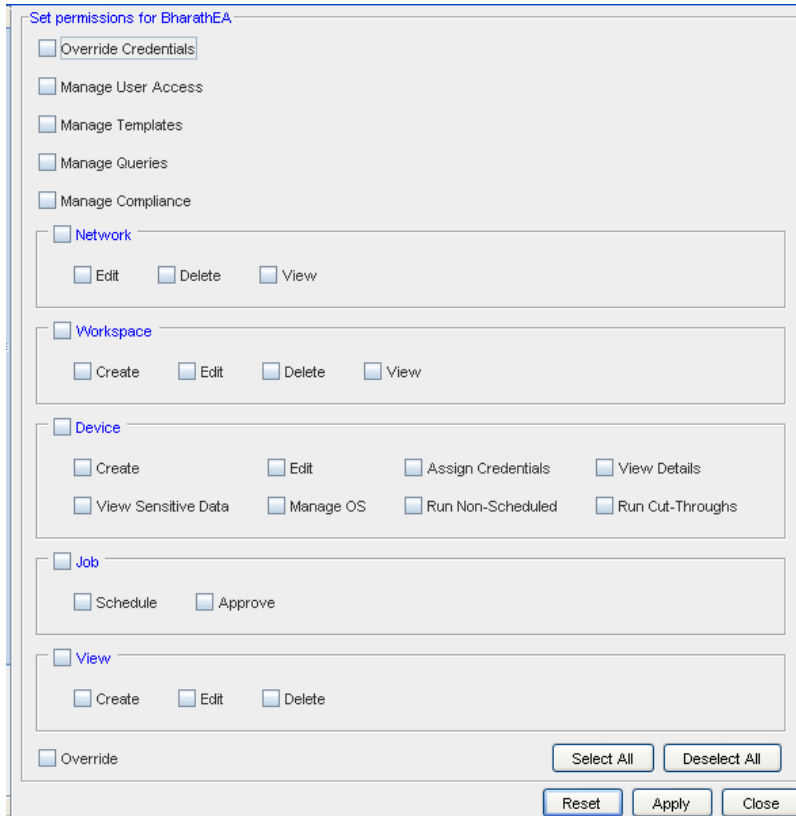 Set permissions for BharathEA
Override Credentials
Manage User Access
Manage Templates
Manage Queries
Manage Compliance
Network
Edit Delete View
Workspace
Create Edit Delete View
Device
Create Edit Assign Credentials View Details
View Sensitive Data Manage OS Run Non-Scheduled Run Cut-Throughs
Job
Schedule Approve
View
Create Edit Delete
Override Select All Deselect All
Reset Apply Close